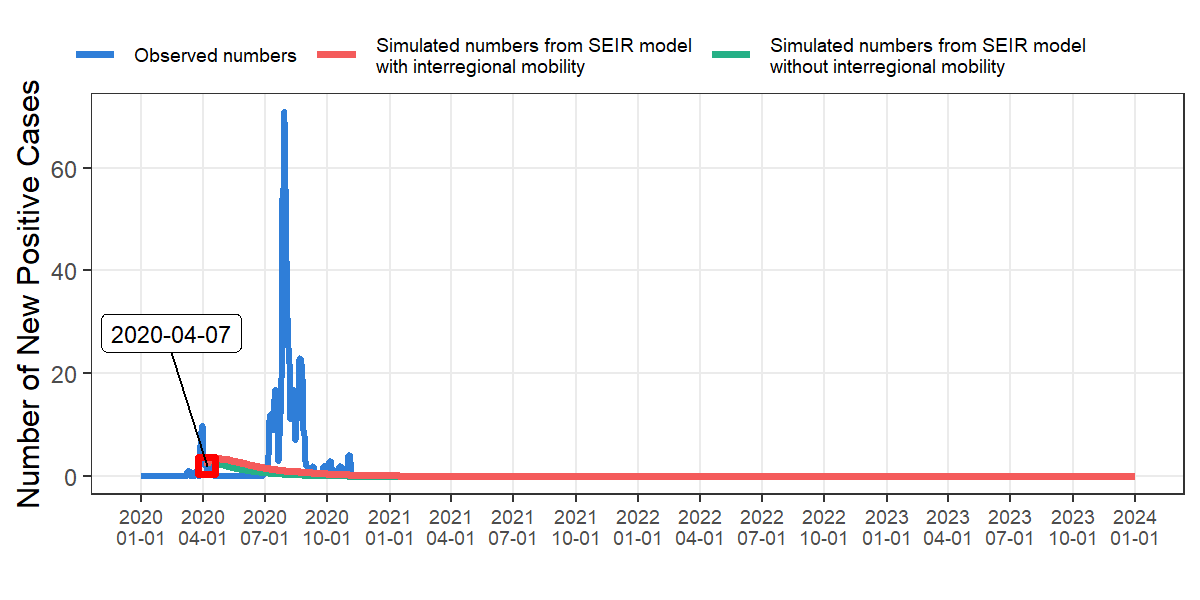 Observed numbers
Simulated numbers from SEIR model
with interregional mobility
Simulated numbers from SEIR model
without interregional mobility
Number of New Positive Cases
60
40
20
0
2020-04-07
2020 2020 2020 2020 2021 2021 2021 2021 2022 2022 2022 2022 2023 2023 2023 2023 2024
01-01 04-01 07-01 10-01 01-01 04-01 07-01 10-01 01-01 04-01 07-01 10-01 01-01 04-01 07-01 10-01 01-01